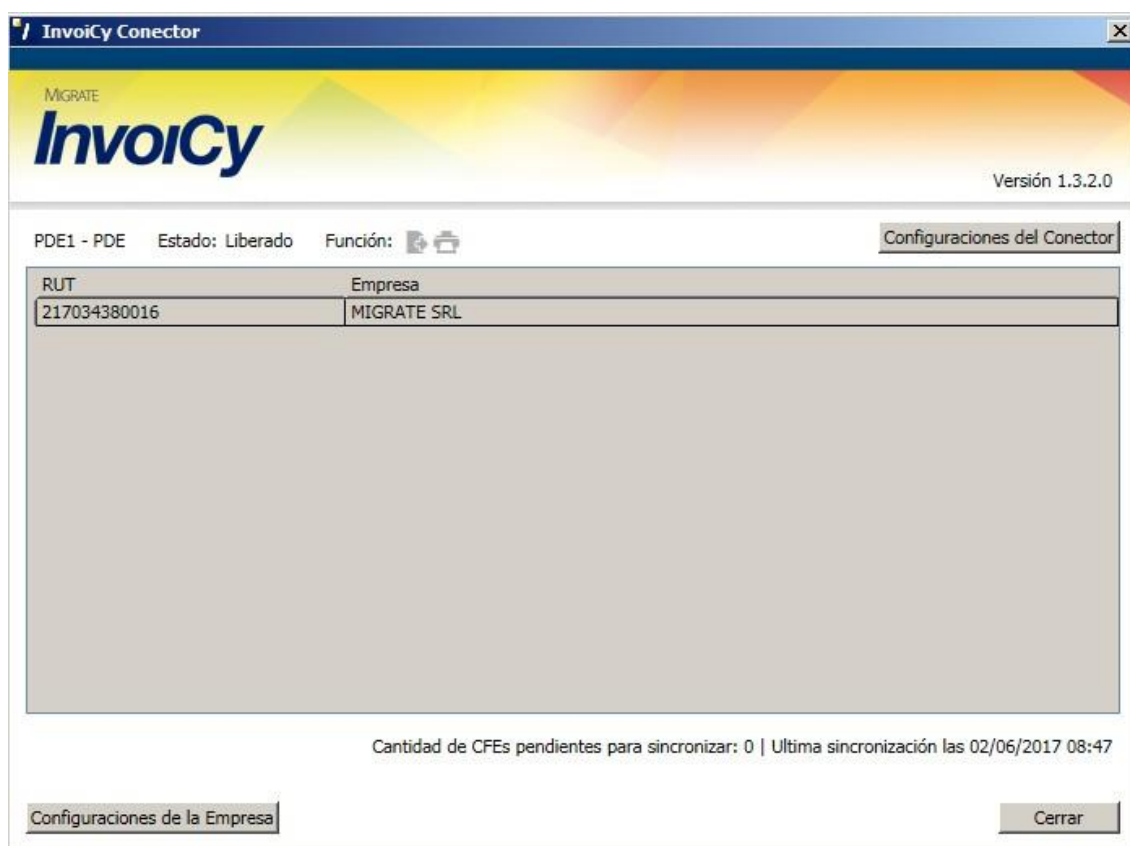 InvoiCy Conector
MIGRATE
InvoiCy
Versión 1.3.2.0
PDE1 - PDE Estado: Liberado Función: Configuraciones del Conector
RUT Empresa
217034380016 MIGRATE SRL
Cantidad de CFEs pendientes para sincronizar: 0 | Ultima sincronización las 02/06/2017 08:47
Configuraciones de la Empresa Cerrar